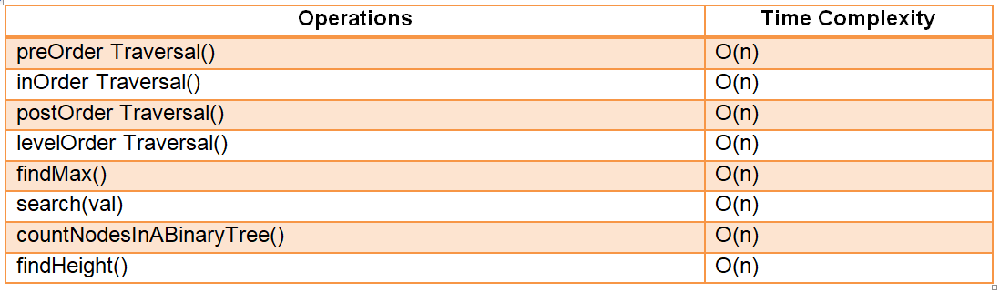 Operations Time Complexity
preOrder Traversal() O(n)
inOrder Traversal() O(n)
postOrder Traversal() O(n)
levelOrder Traversal() O(n)
findMax() O(n)
search(val) O(n)
countNodesInABinaryTree() O(n)
findHeight() O(n)